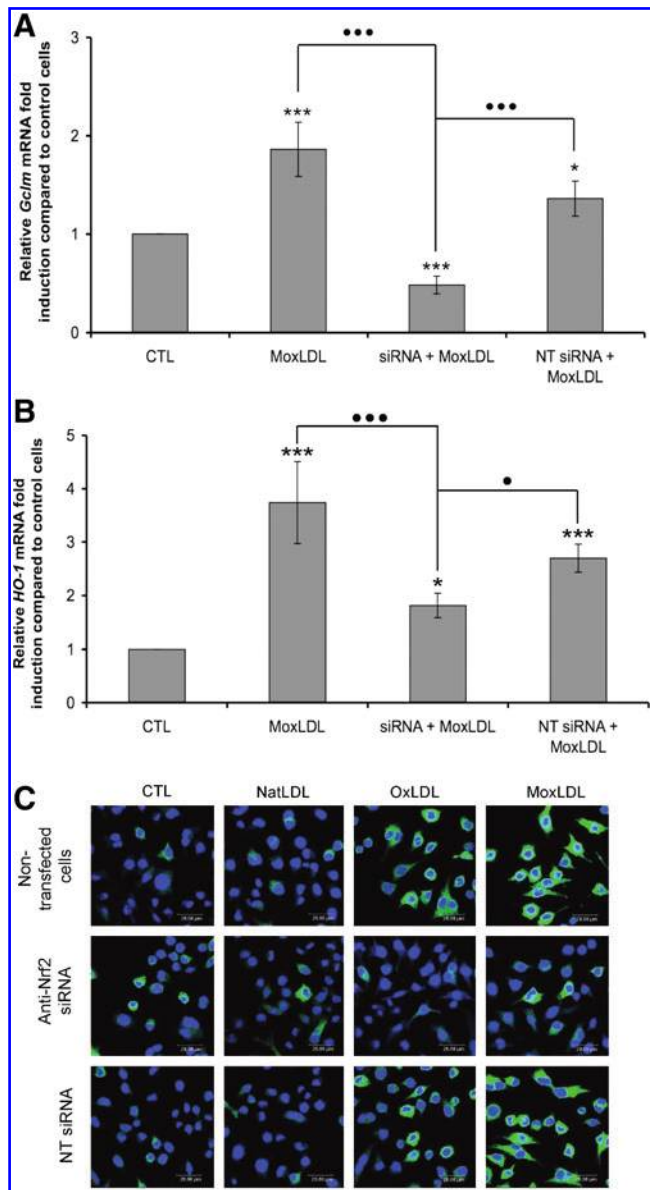 A
Relative Gclm mRNA fold
induction compared to control cells
3
2
1
0
•••
•••
***
***
*
CTL
MoxLDL
siRNA + MoxLDL
NT siRNA +
MoxLDL
B
Relative HO-1 mRNA fold
induction compared to control cells
5
4
3
2
1
0
•••
•
***
*
***
CTL
MoxLDL
siRNA + MoxLDL
NT siRNA +
MoxLDL
C
CTL
NatLDL
OxLDL
MoxLDL
Non-
transfected
cells
Anti-Nrf2
siRNA
NT siRNA